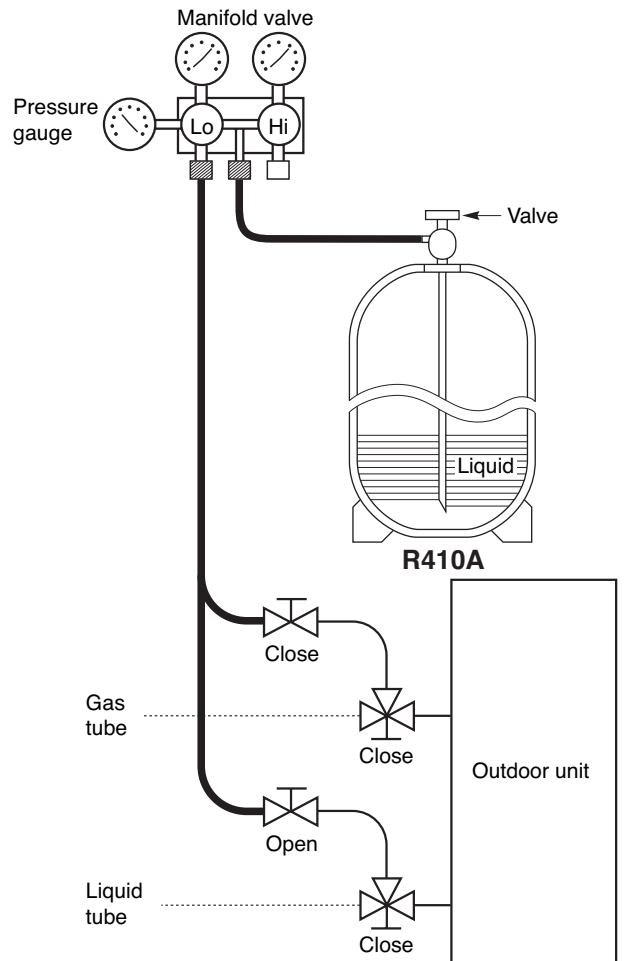 Manifold valve
Pressure
gauge
Lo
Hi
Valve
Liquid
R410A
Close
Gas
tube
Close
Outdoor unit
Open
Liquid
tube
Close